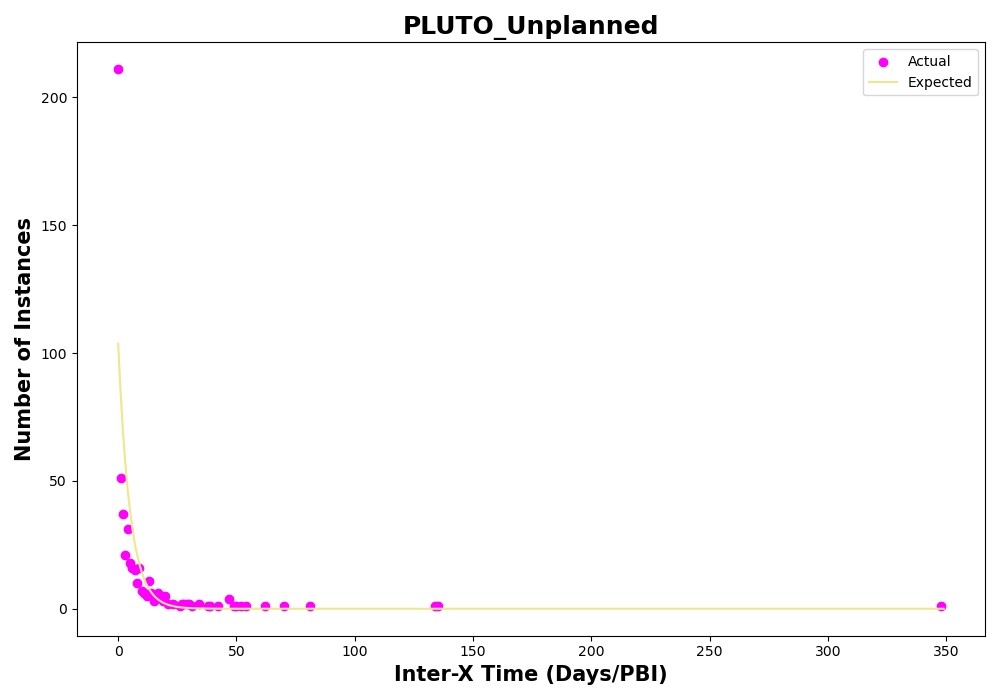 PLUTO_Unplanned
Actual
Expected
Number of Instances
200
150
100
50
0
0
50
100
150
200
250
300
350
Inter-X Time (Days/PBI)